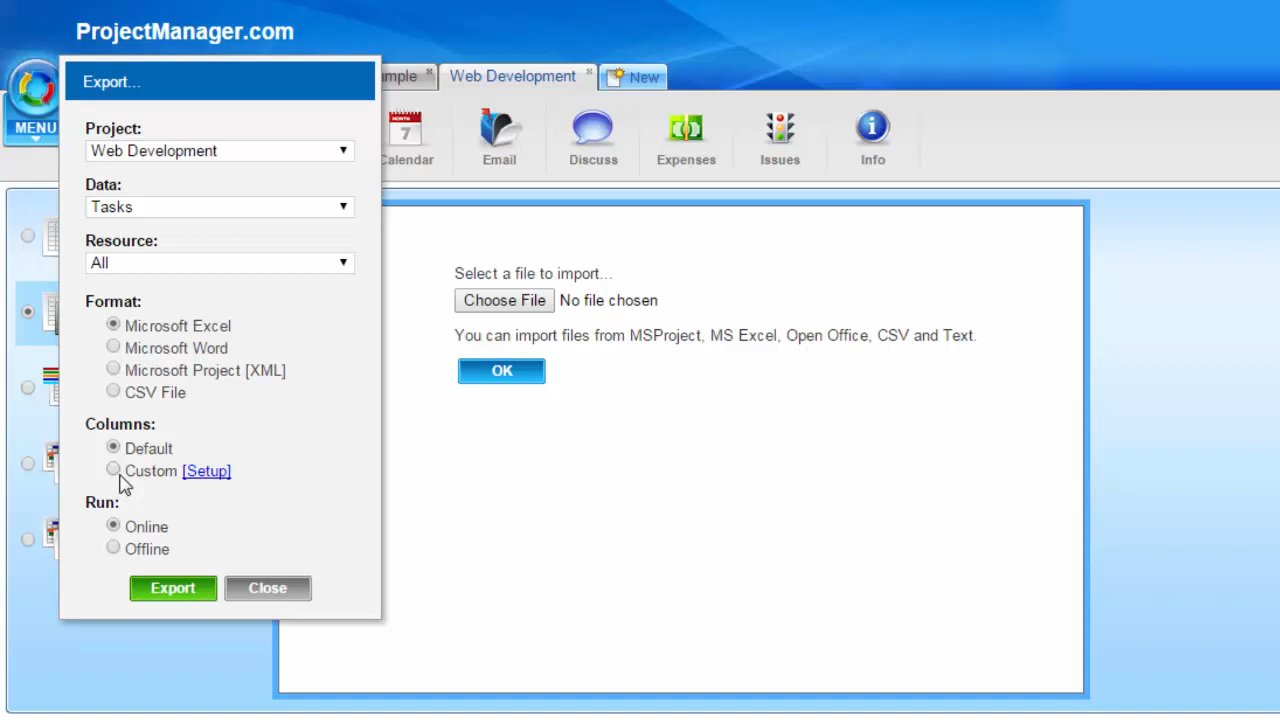 ProjectManager.com
Export...
MENU
Web Development
New
Project:
Web Development
Data:
Tasks
Resource:
All
Format:
Microsoft Excel
Microsoft Word
Microsoft Project [XML]
CSV File
Columns:
Default
Custom [Setup]
Run:
Online
Offline
Export Close
MONTH
7
Calendar
Email
Discuss
Expenses
Issues
Info
Select a file to import...
Choose File No file chosen
You can import files from MSProject, MS Excel, Open Office, CSV and Text.
OK